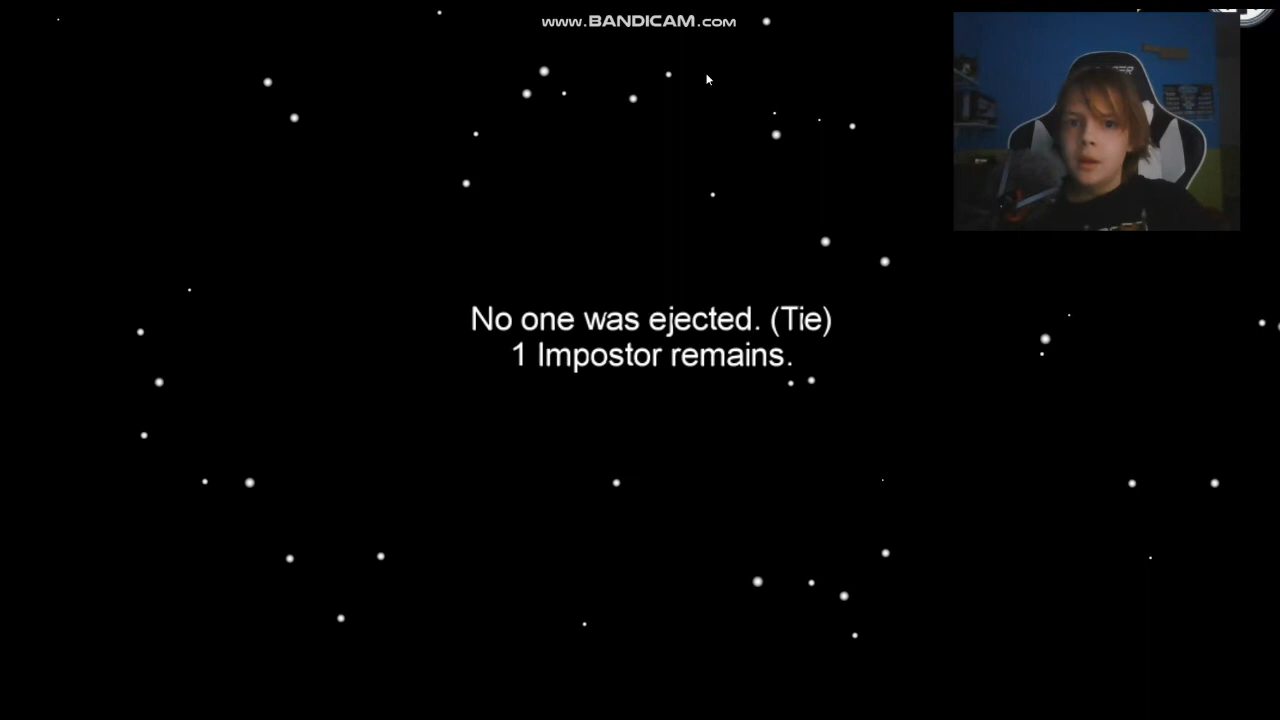 www.BANDICAM.com
No one was ejected. (Tie)
1 Impostor remains.